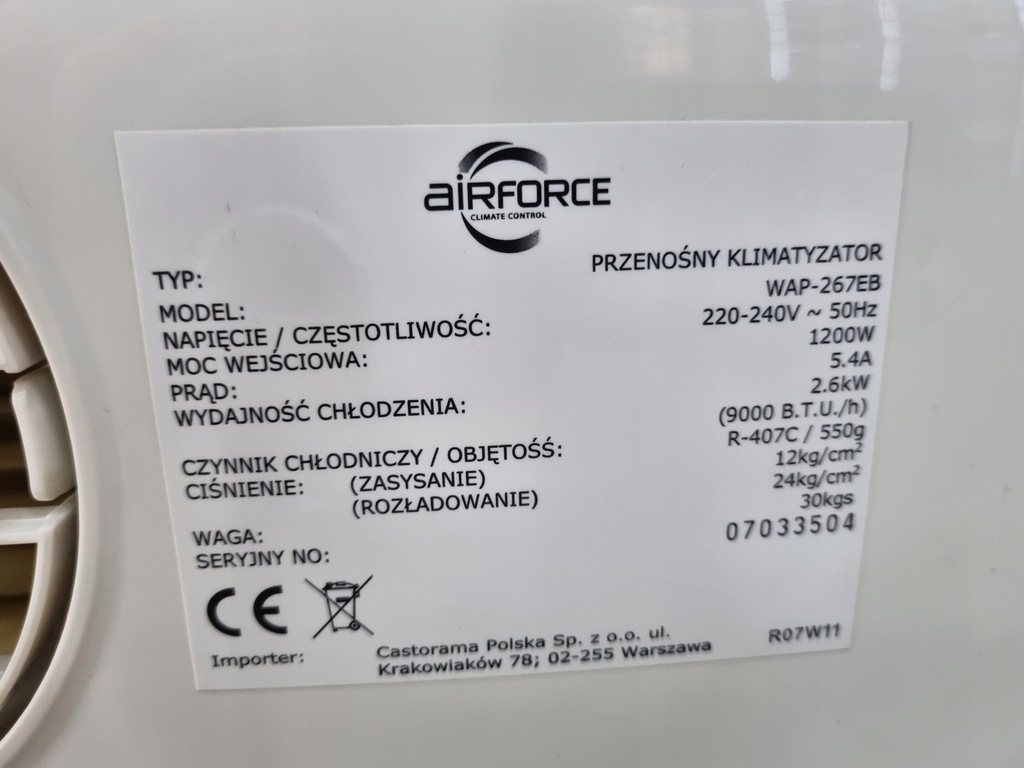 aiRFORCE
CLIMATE CONTROL
TYP: PRZENOŚNY KLIMATYZATOR
MODEL: WAP-267EB
NAPIĘCIE / CZĘSTOTLIWOŚĆ: 220-240V ~ 50Hz
MOC WEJŚCIOWA: 1200W
PRĄD: 5.4A
WYDAJNOŚĆ CHŁODZENIA: 2.6kW
(9000 B.T.U./h)
CZYNNIK CHŁODNICZY / OBJĘTOŚŚ: R-407C / 550g
CIŚNIENIE: (ZASYSANIE) 12kg/cm²
(ROZŁADOWANIE) 24kg/cm²
WAGA: 30kgs
SERYJNY NO: 07033504
CE
Importer: Castorama Polska Sp. z o.o. ul.
Krakowiaków 78; 02-255 Warszawa
R07W11